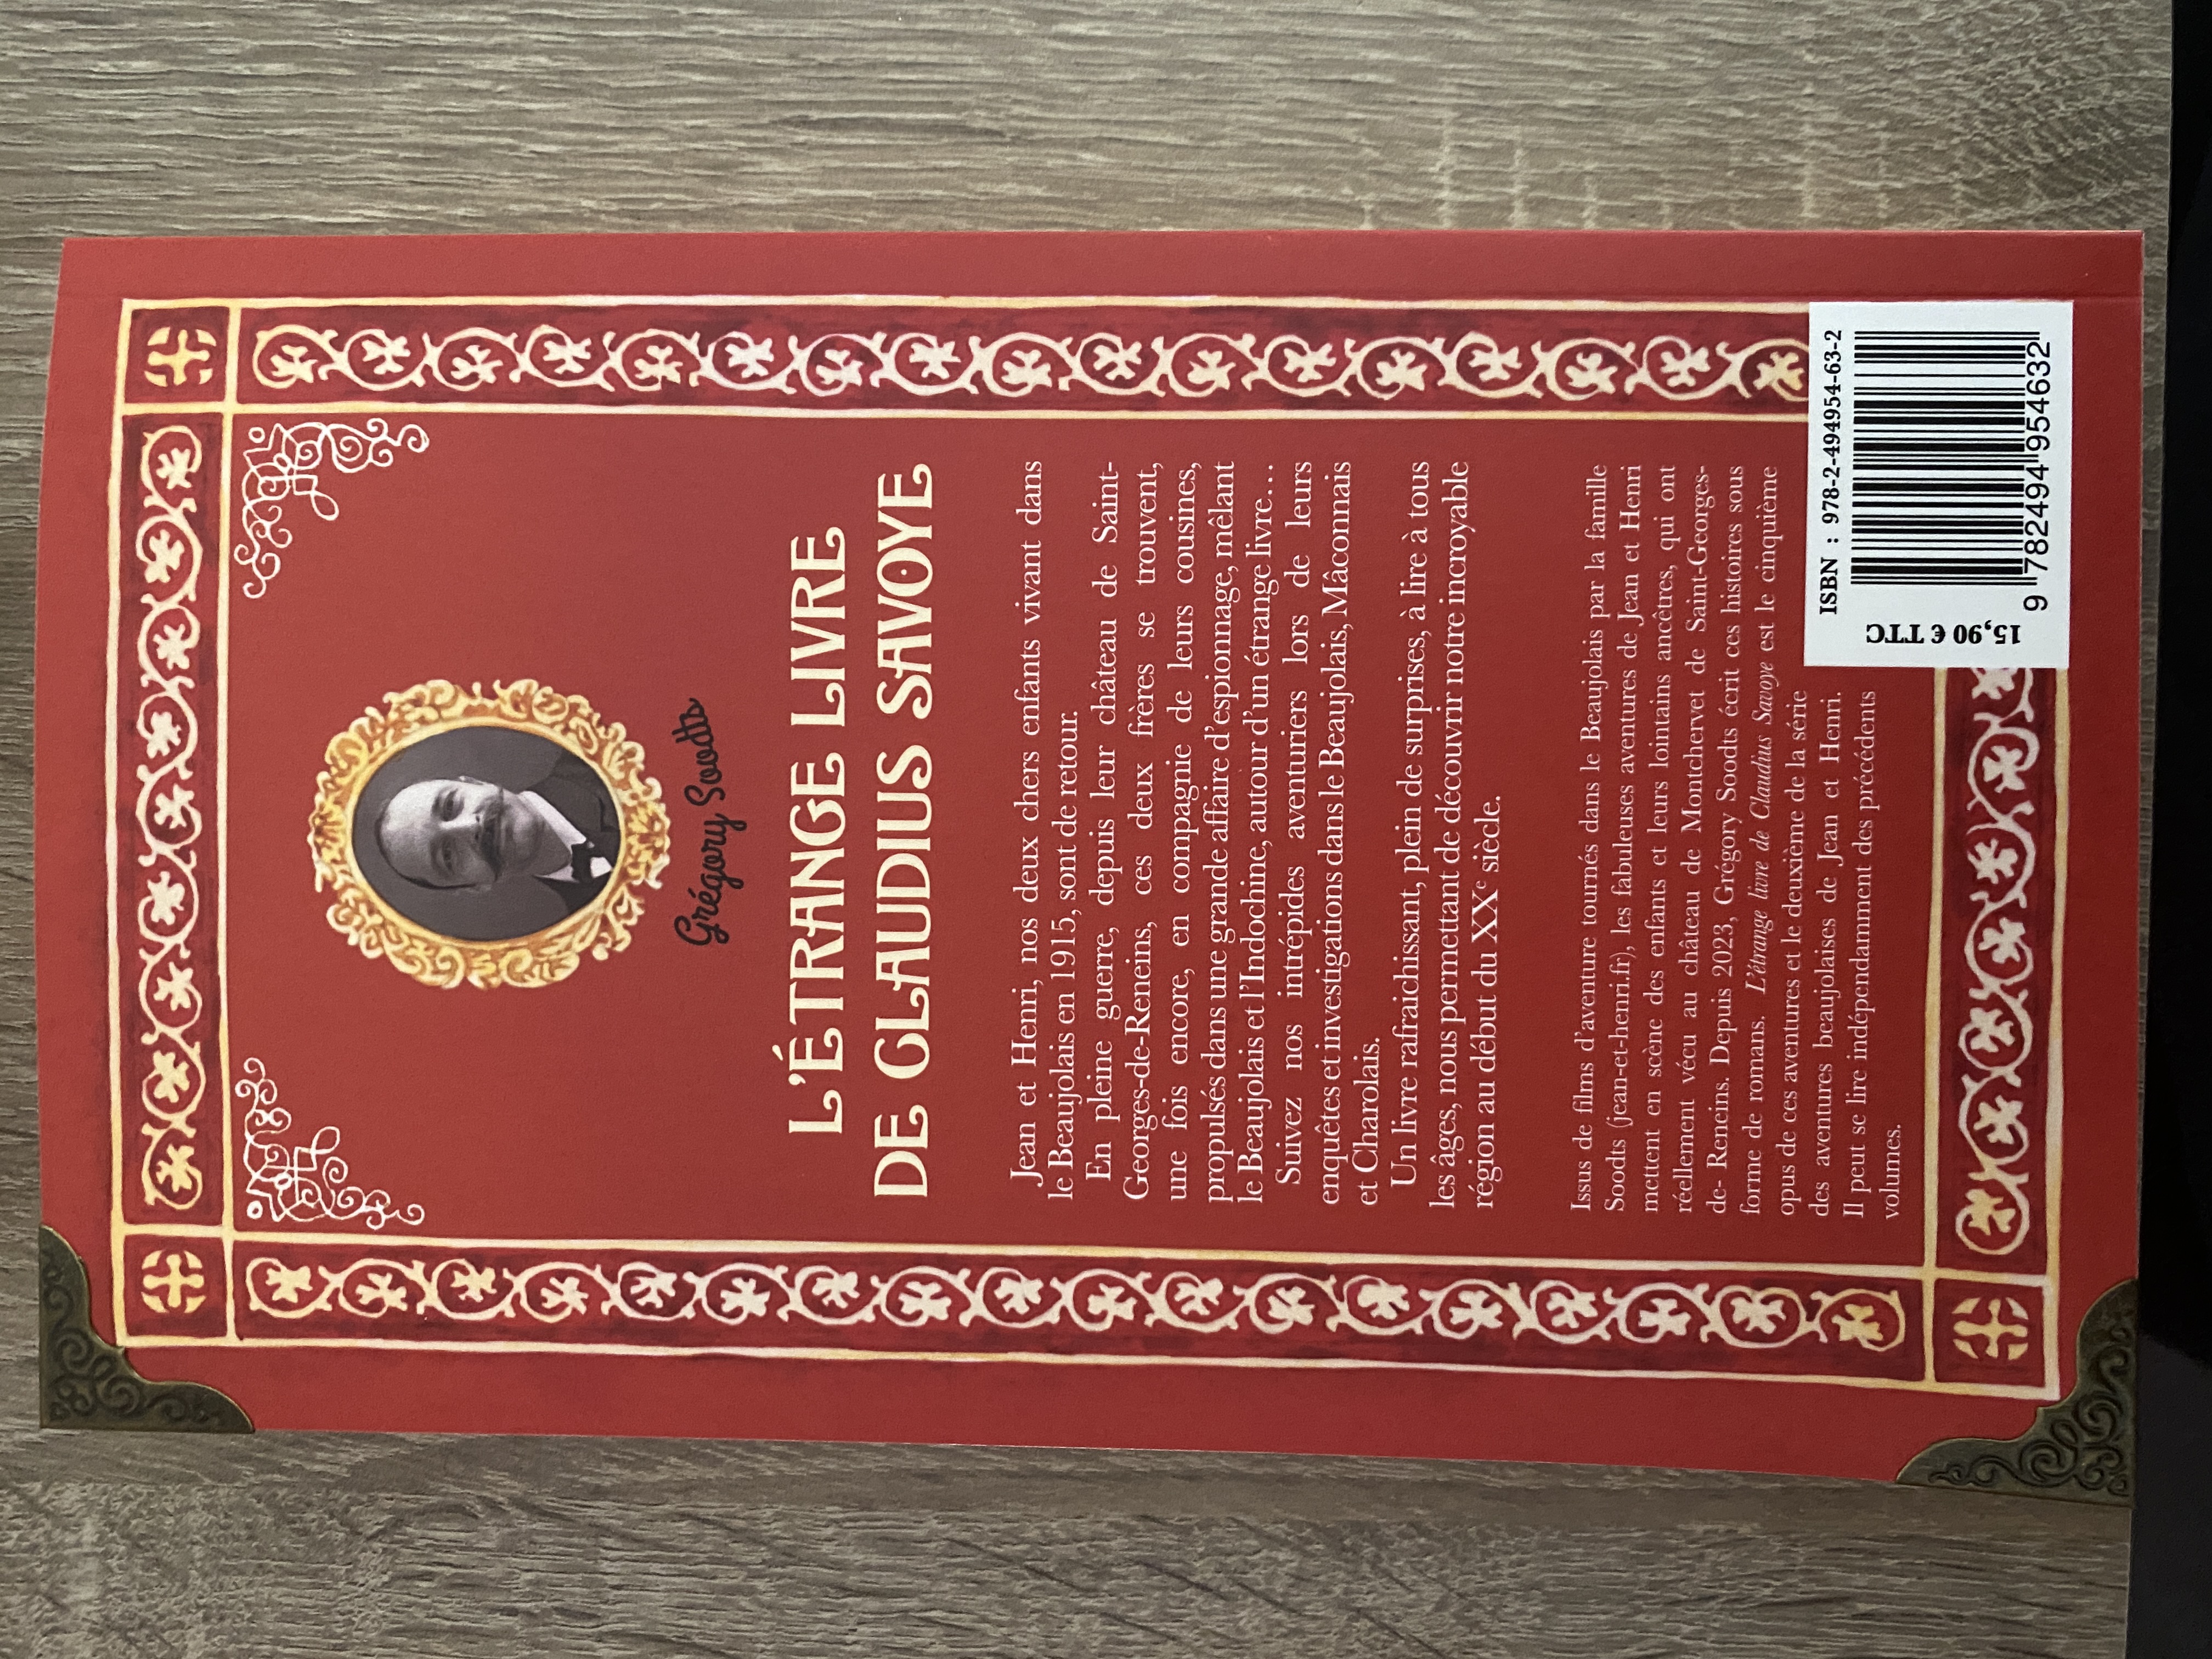 Grégory Soodts
L'ÉTRANGE LIVRE
DE CLAUDIUS SAVOYE
Jean et Henri, nos deux chers enfants vivant dans
le Beaujolais en 1915, sont de retour.
En pleine guerre, depuis leur château de Saint-
Georges-de-Reneins, ces deux frères se trouvent,
une fois encore, en compagnie de leurs cousines,
propulsés dans une grande affaire d'espionnage, mêlant
le Beaujolais et l'Indochine, autour d'un étrange livre…
Suivez nos intrépides aventuriers lors de leurs
enquêtes et investigations dans le Beaujolais, Mâconnais
et Charolais.
Un livre rafraichissant, plein de surprises, à lire à tous
les âges, nous permettant de découvrir notre incroyable
région au début du XXe siècle.
Issus de films d'aventure tournés dans le Beaujolais par la famille
Soodts (jean-et-henri.fr), les fabuleuses aventures de Jean et Henri
mettent en scène des enfants et leurs lointains ancêtres, qui ont
réellement vécu au château de Montchervet de Saint-Georges-
de- Reneins. Depuis 2023, Grégory Soodts écrit ces histoires sous
forme de romans. L'étrange livre de Claudius Savoye est le cinquième
opus de ces aventures et le deuxième de la série
des aventures beaujolaises de Jean et Henri.
Il peut se lire indépendamment des précédents
volumes.
ISBN : 978-2-494954-63-2
9 782494 954632
15,90 € TTC